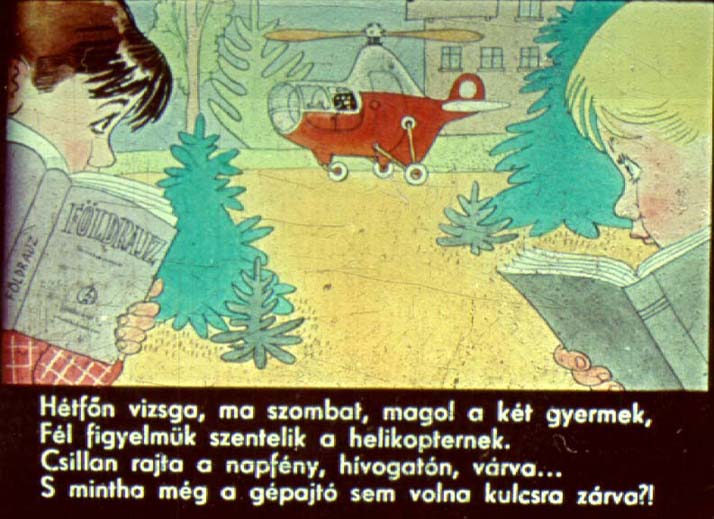 FÖLDRAJZ
FÖLDRAJZ
Hétfőn vizsga, ma szombat, magol a két gyermek,
Fél figyelmük szentelik a helikopternek.
Csillan rajta a napfény, hívogatón, várva...
S mintha még a gépajtó sem volna kulcsra zárva?!